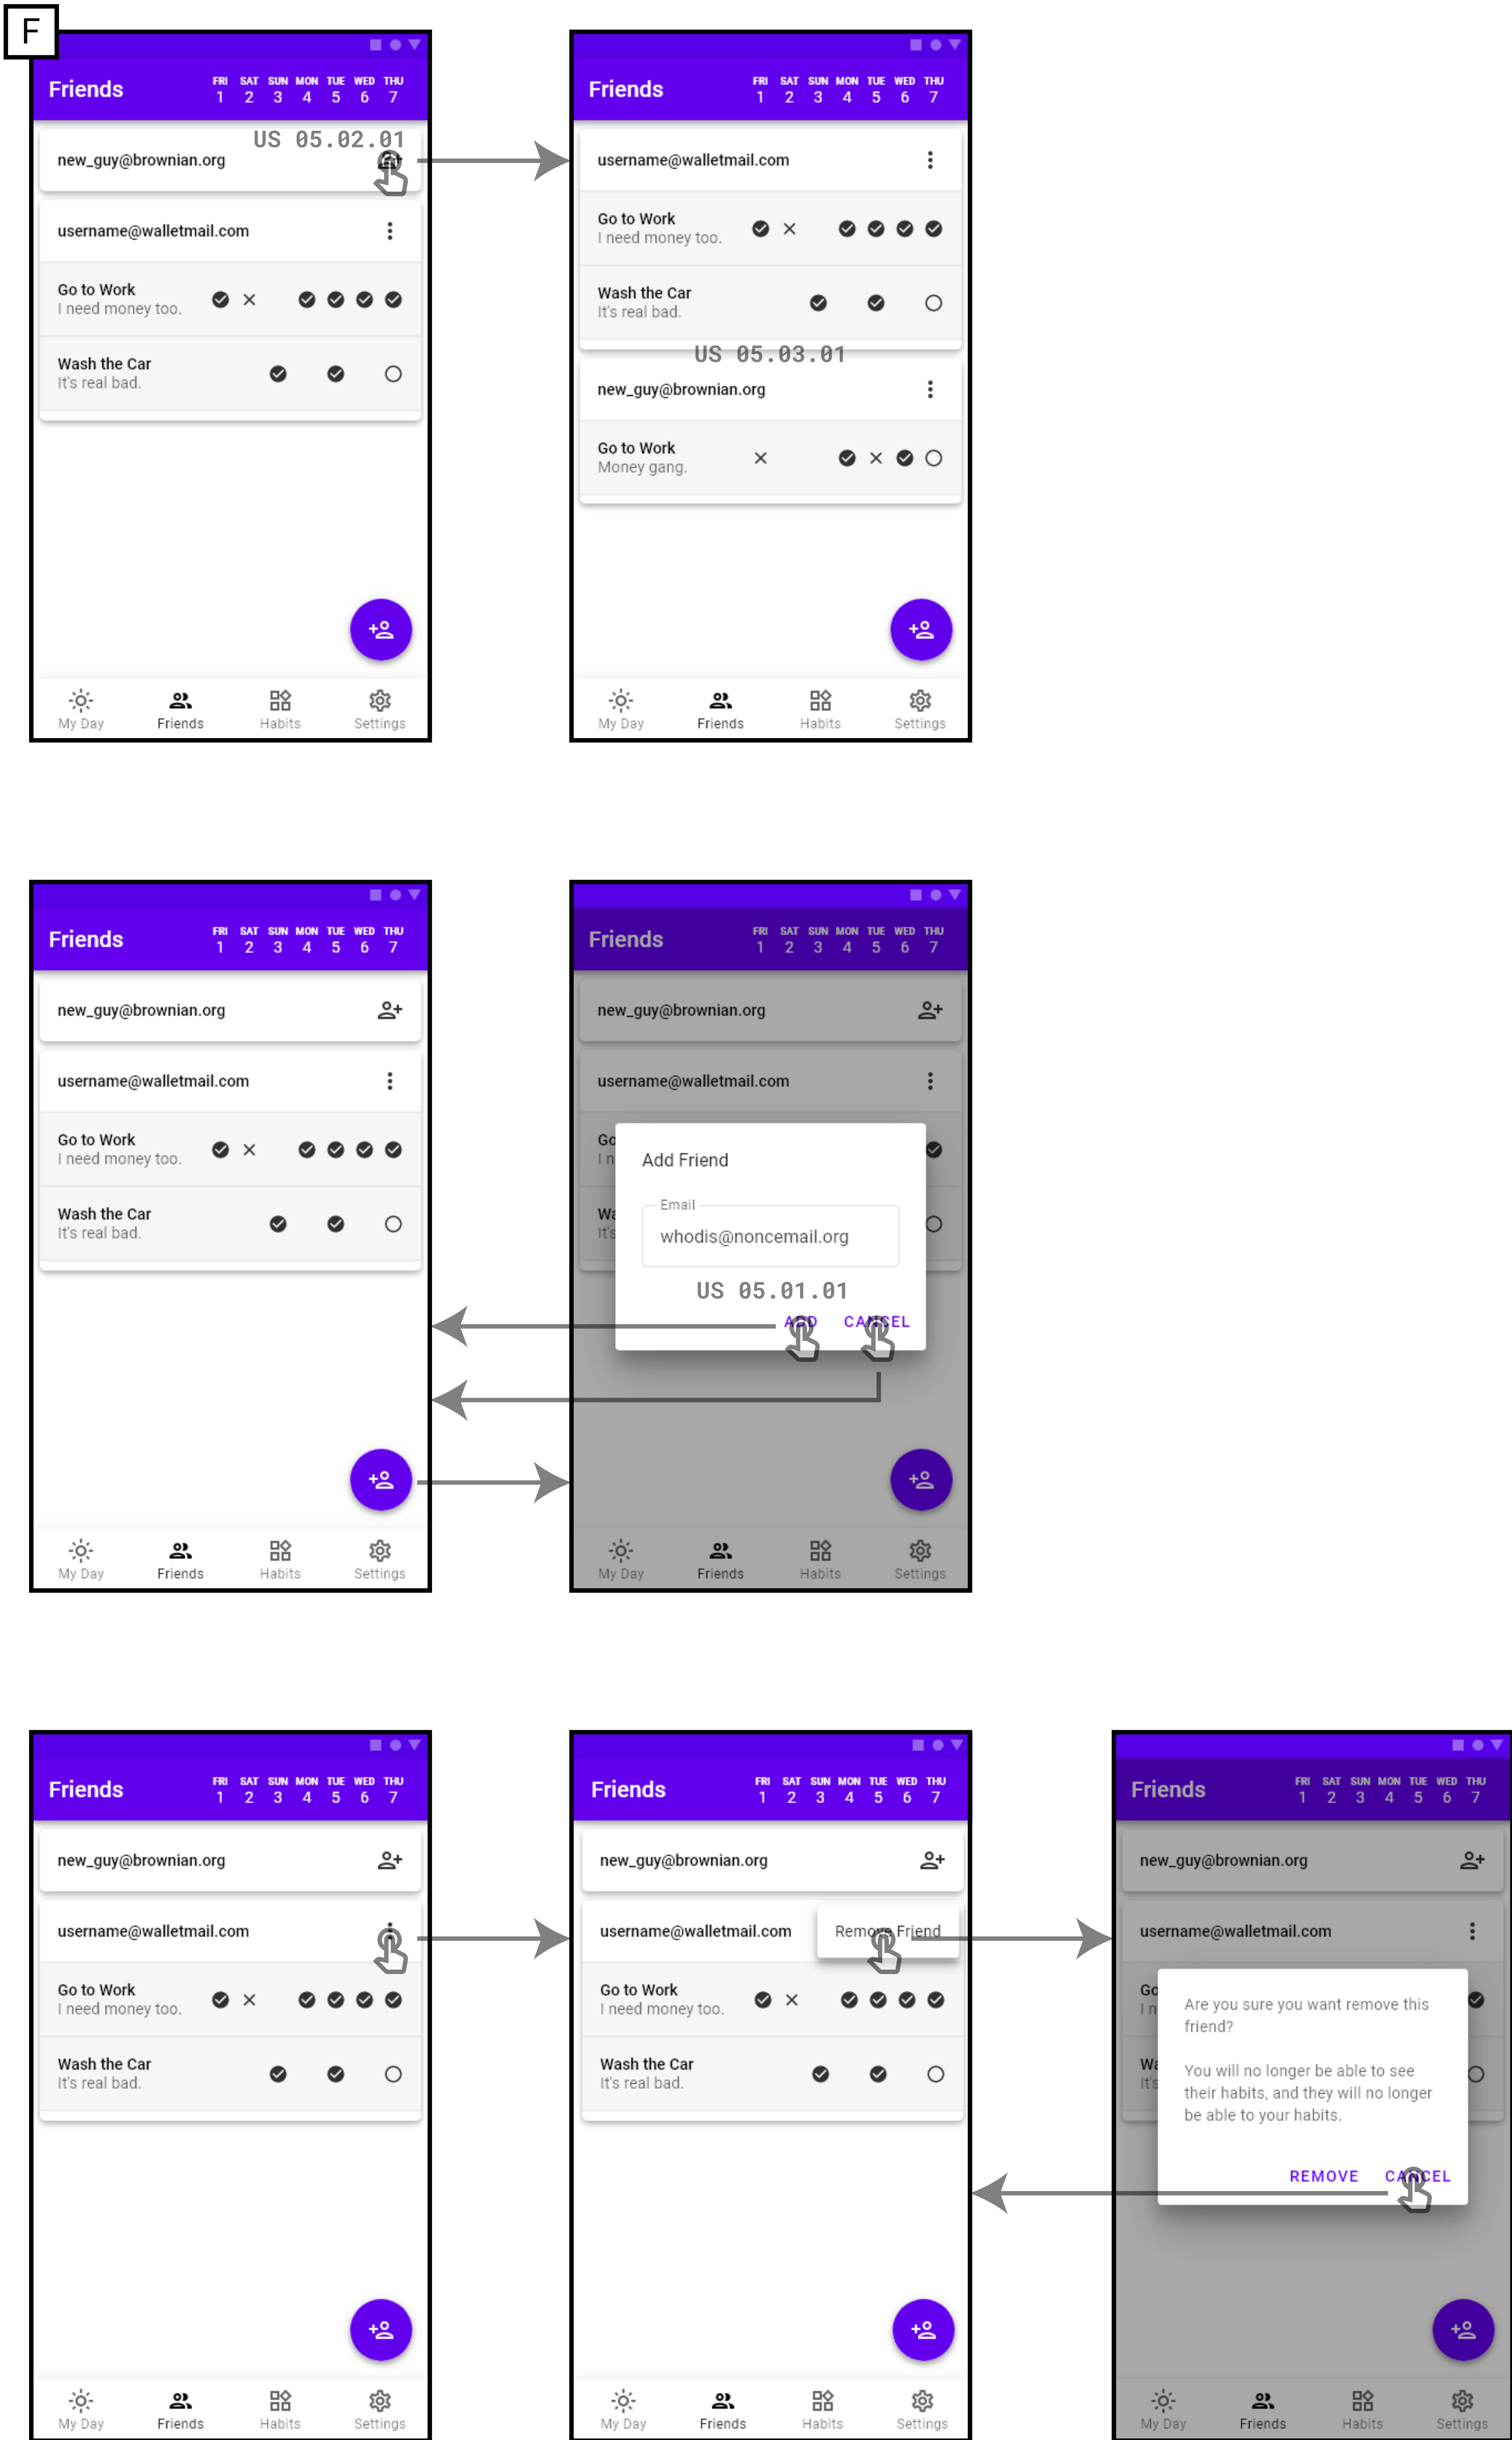 F
Friends
FRI SAT SUN MON TUE WED THU
1 2 3 4 5 6 7
US 05.02.01
new_guy@brownian.org
username@walletmail.com
Go to Work
I need money too.
Wash the Car
It's real bad.
My Day Friends Habits Settings
Friends
FRI SAT SUN MON TUE WED THU
1 2 3 4 5 6 7
username@walletmail.com
Go to Work
I need money too.
Wash the Car
It's real bad.
US 05.03.01
new_guy@brownian.org
Go to Work
Money gang.
My Day Friends Habits Settings
Friends
FRI SAT SUN MON TUE WED THU
1 2 3 4 5 6 7
new_guy@brownian.org
username@walletmail.com
Go to Work
I need money too.
Wash the Car
It's real bad.
My Day Friends Habits Settings
Friends
FRI SAT SUN MON TUE WED THU
1 2 3 4 5 6 7
new_guy@brownian.org
username@walletmail.com
Go
I n
Wa
It's
Add Friend
Email
whodis@noncemail.org
US 05.01.01
ADD CANCEL
My Day Friends Habits Settings
Friends
FRI SAT SUN MON TUE WED THU
1 2 3 4 5 6 7
new_guy@brownian.org
username@walletmail.com
Go to Work
I need money too.
Wash the Car
It's real bad.
My Day Friends Habits Settings
Friends
FRI SAT SUN MON TUE WED THU
1 2 3 4 5 6 7
new_guy@brownian.org
username@walletmail.com Remove Friend
Go to Work
I need money too.
Wash the Car
It's real bad.
My Day Friends Habits Settings
Friends
FRI SAT SUN MON TUE WED THU
1 2 3 4 5 6 7
new_guy@brownian.org
username@walletmail.com
Go
I n
Wa
It's
Are you sure you want remove this
friend?
You will no longer be able to see
their habits, and they will no longer
be able to your habits.
REMOVE CANCEL
My Day Friends Habits Settings